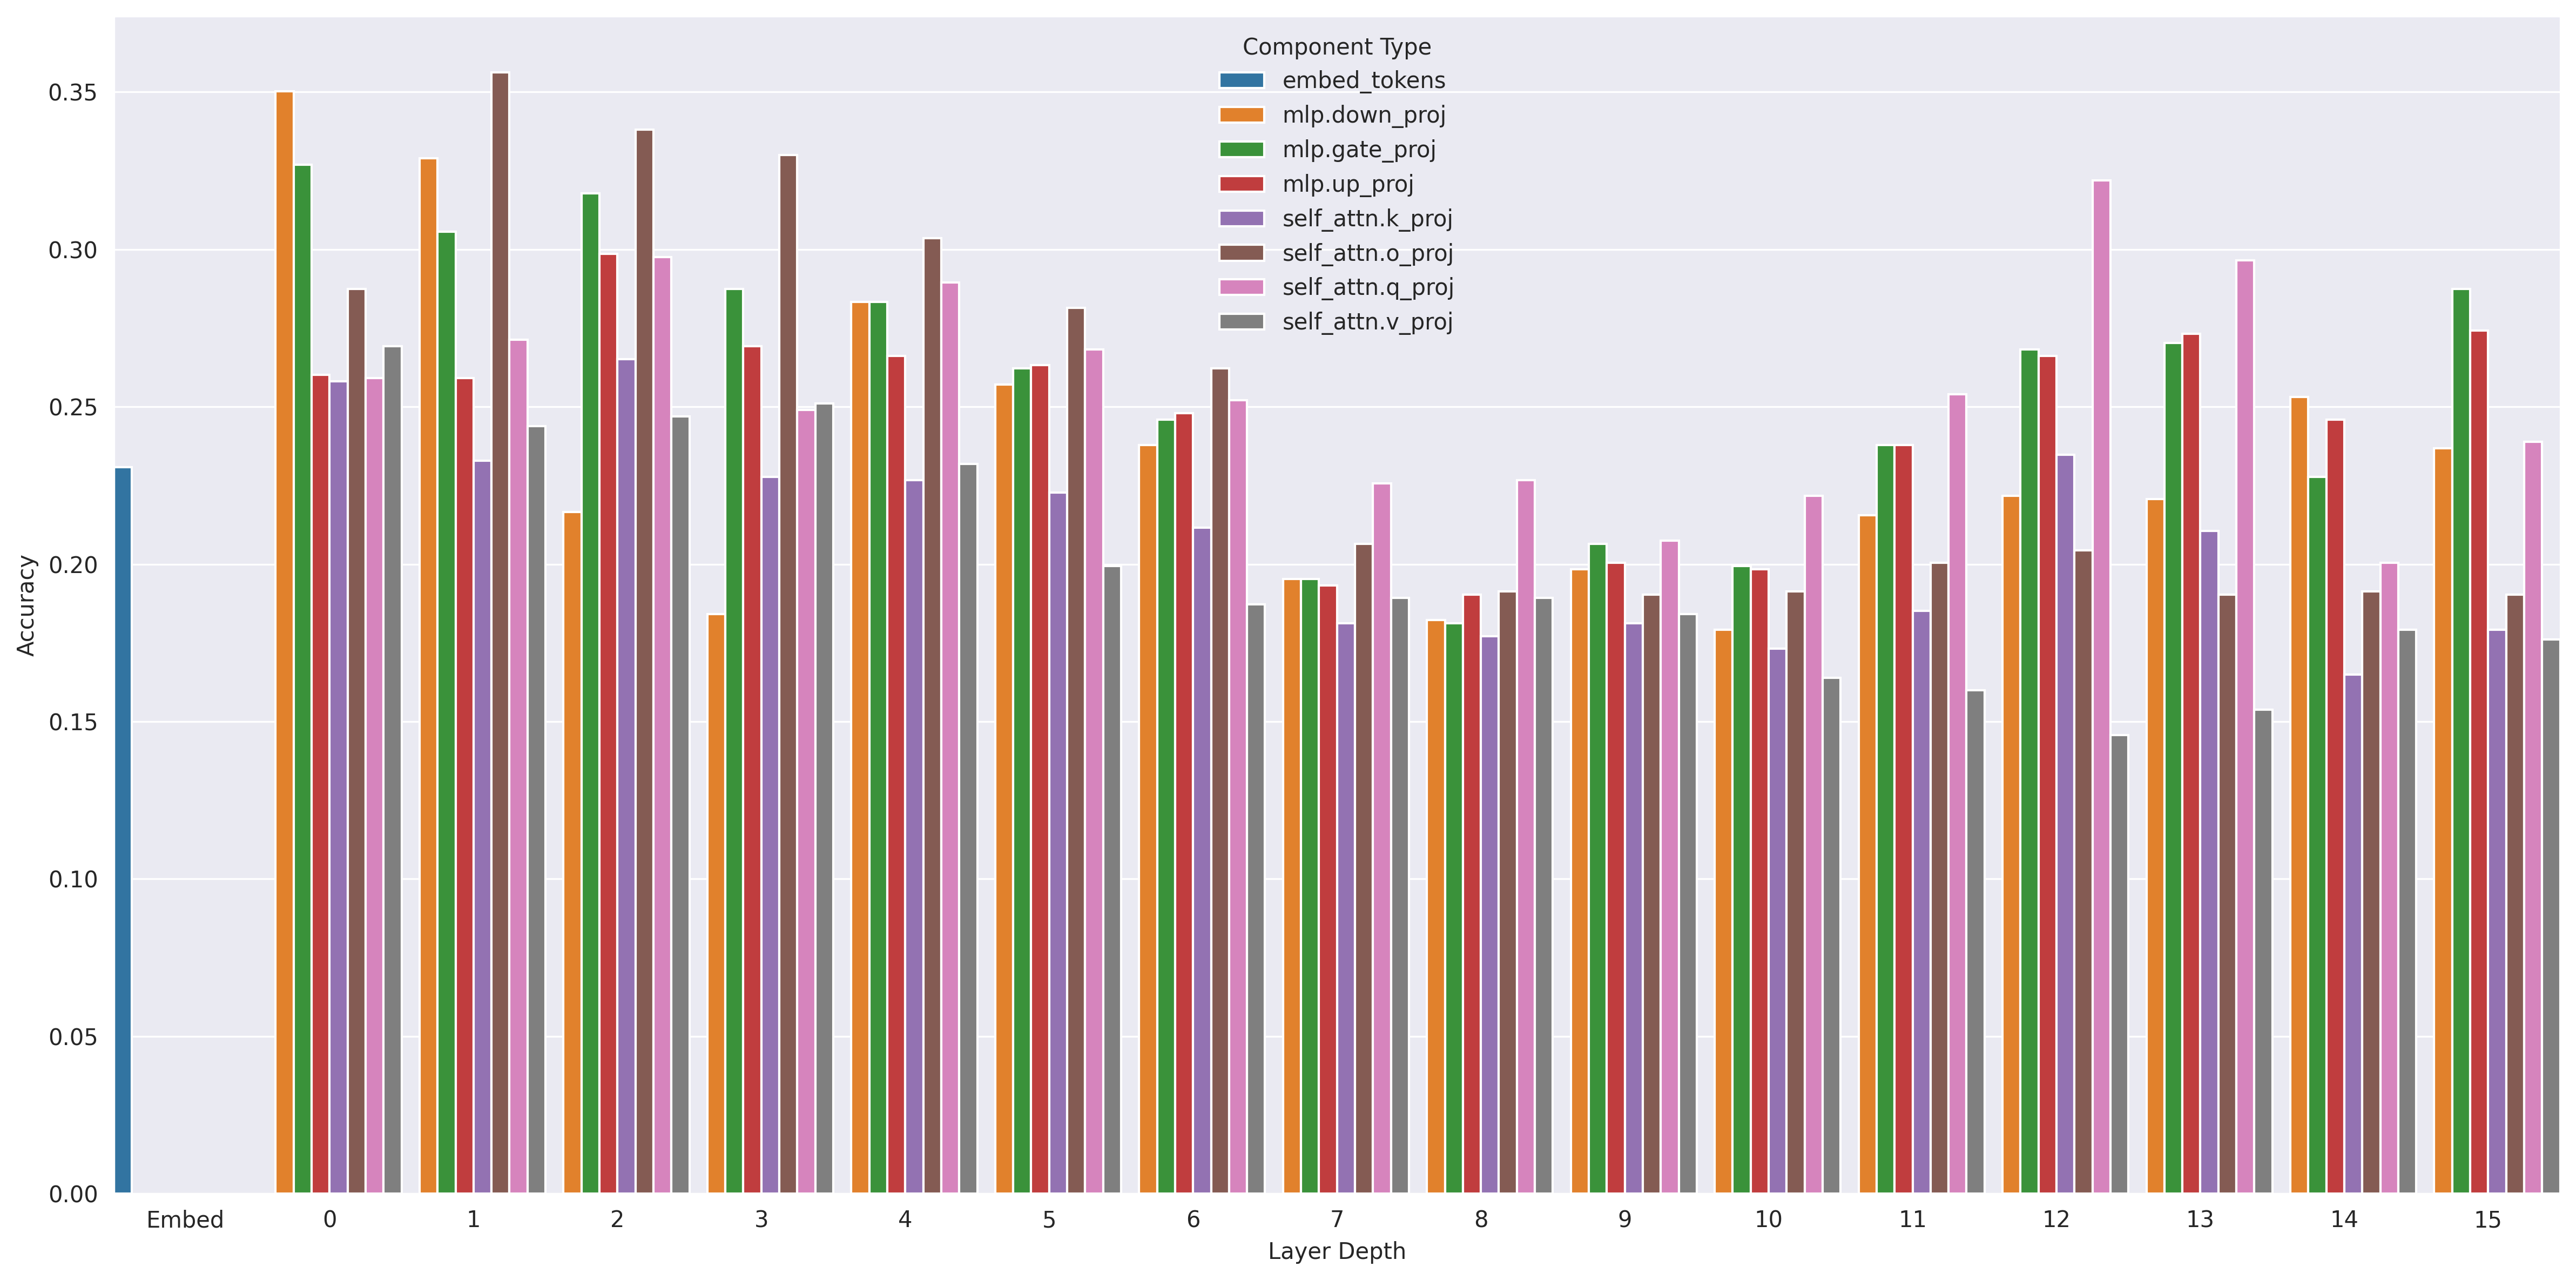 Component Type
embed_tokens
mlp.down_proj
mlp.gate_proj
mlp.up_proj
self_attn.k_proj
self_attn.o_proj
self_attn.q_proj
self_attn.v_proj
0.35
0.30
0.25
0.20
0.15
0.10
0.05
0.00
Accuracy
Embed 0 1 2 3 4 5 6 7 8 9 10 11 12 13 14 15
Layer Depth